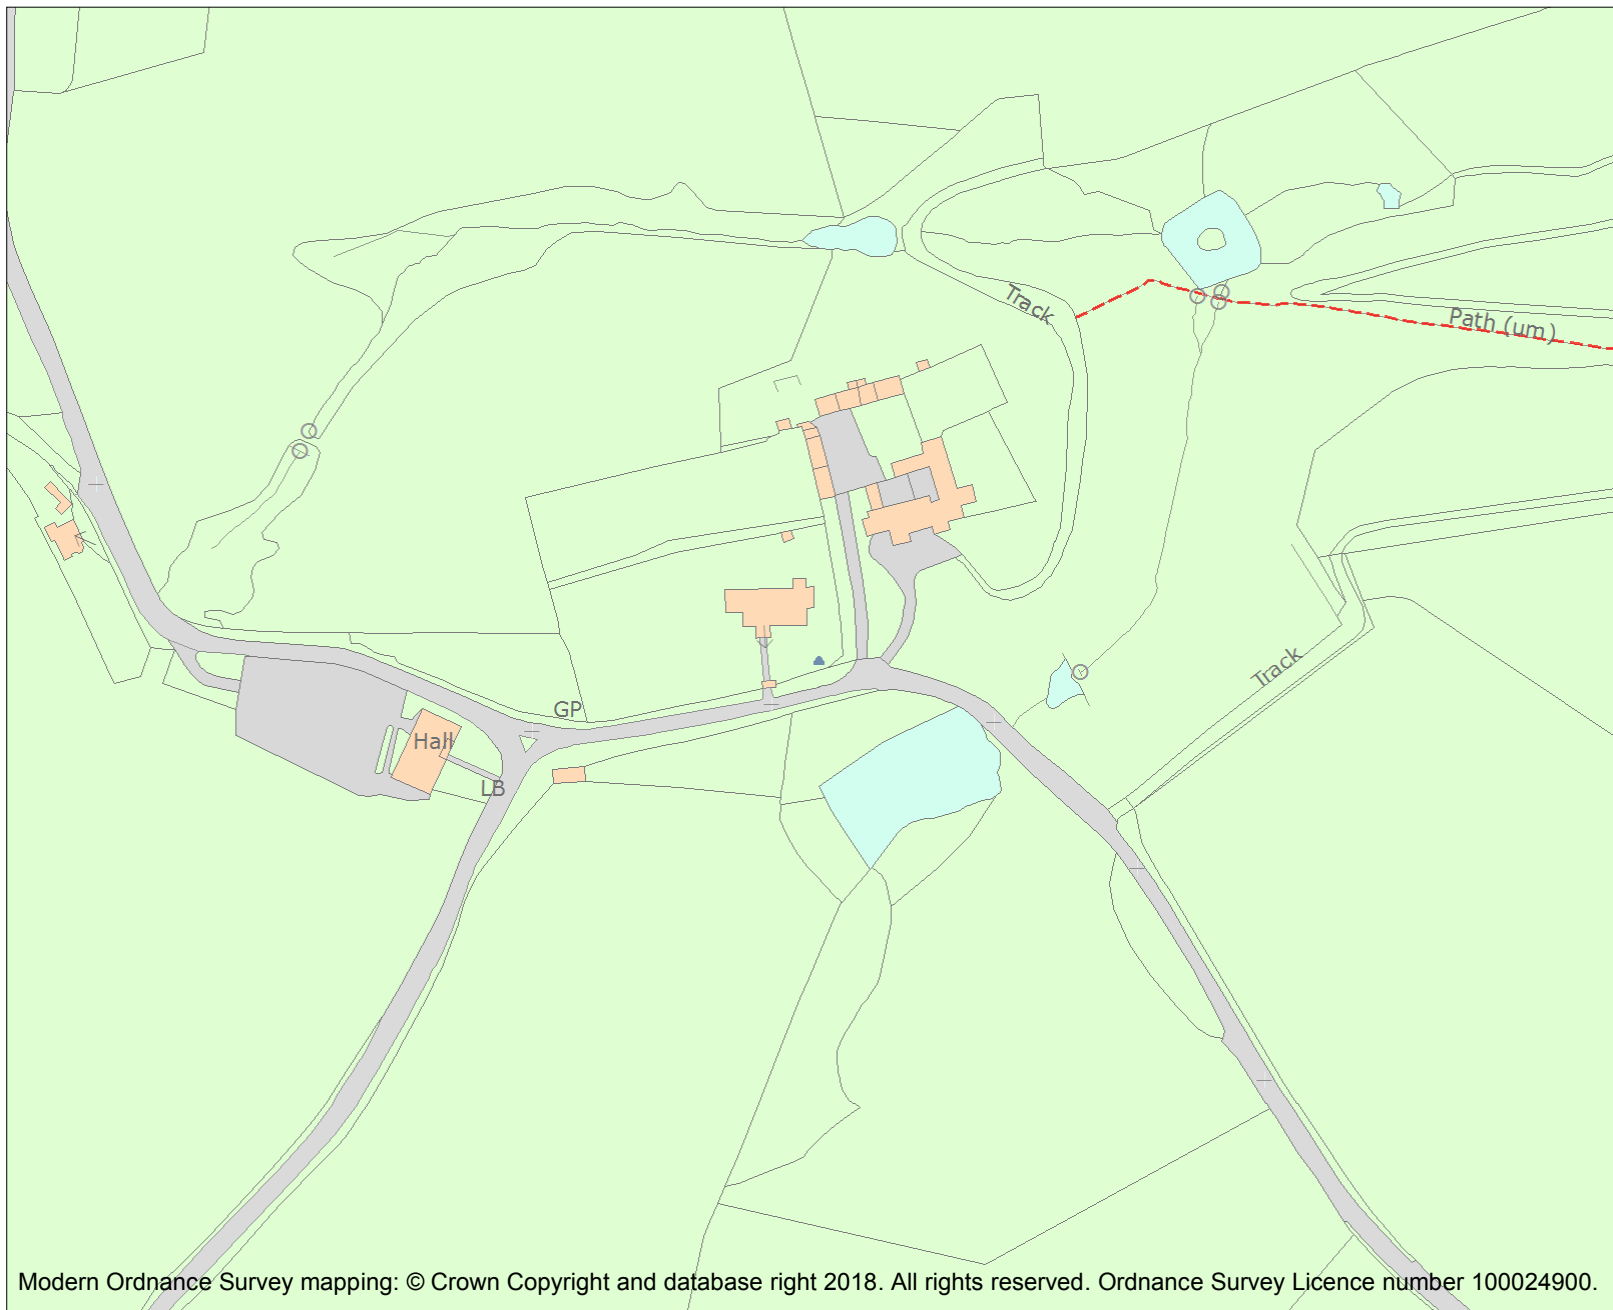 Track
Path (um)
Track
GP
Hall
LB
Modern Ordnance Survey mapping: © Crown Copyright and database right 2018. All rights reserved. Ordnance Survey Licence number 100024900.